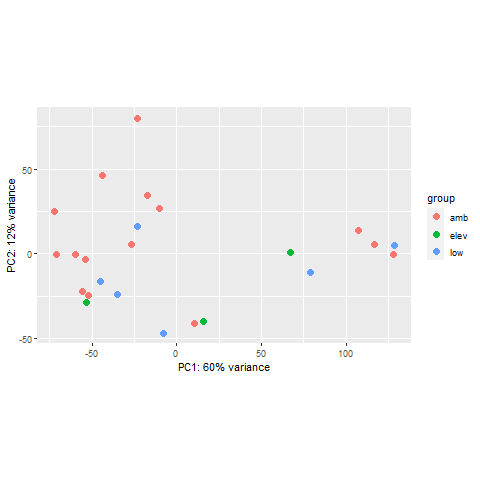 50
0
-50
PC2: 12% variance
-50
0
50
100
PC1: 60% variance
group
amb
elev
low